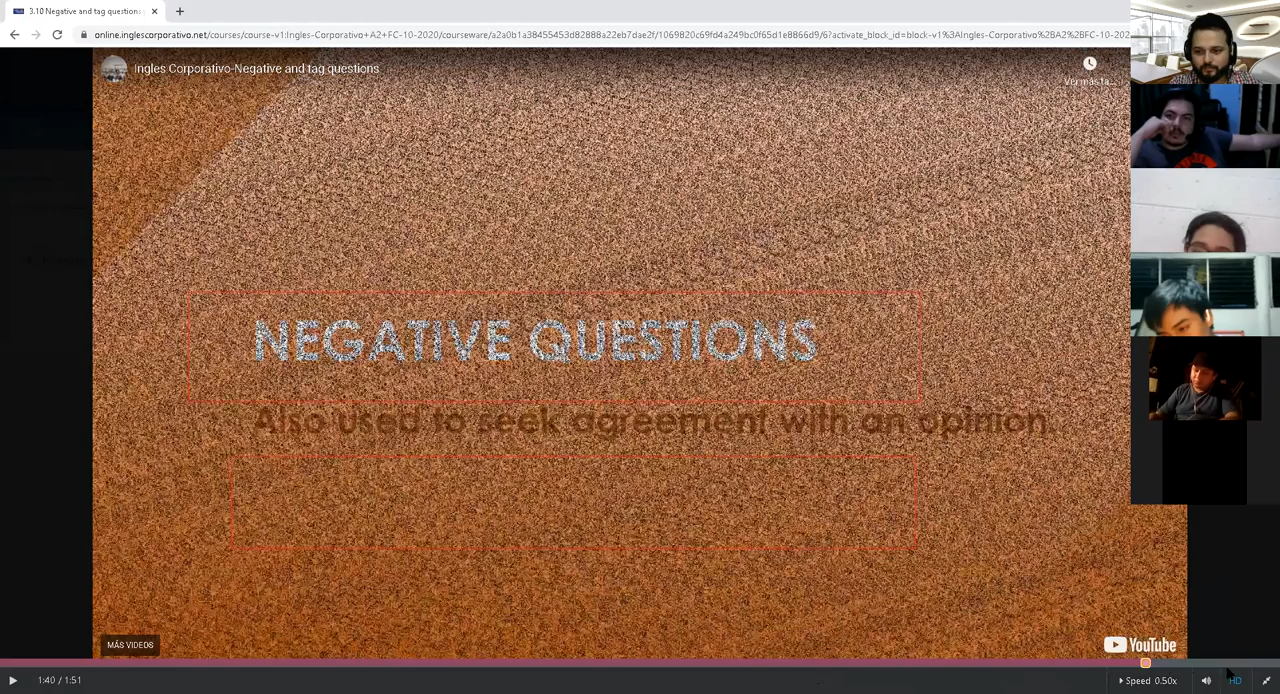 3.10 Negative and tag questions
online.inglescorporativo.net/courses/course-v1:Ingles-Corporativo+A2+FC-10-2020/courseware/a2a0b1a38455453d82888a22eb7dae2f/1069820c69fd4a249bc0f65d1e8866d9/6?activate_block_id=block-v1%3AIngles-Corporativo%2BA2%2BFC-10-202
Ingles Corporativo-Negative and tag questions
Ver más ta...
NEGATIVE QUESTIONS
Also used to seek agreement with an opinion.
MÁS VIDEOS
YouTube
1:40 / 1:51
Speed 0.50x
HD